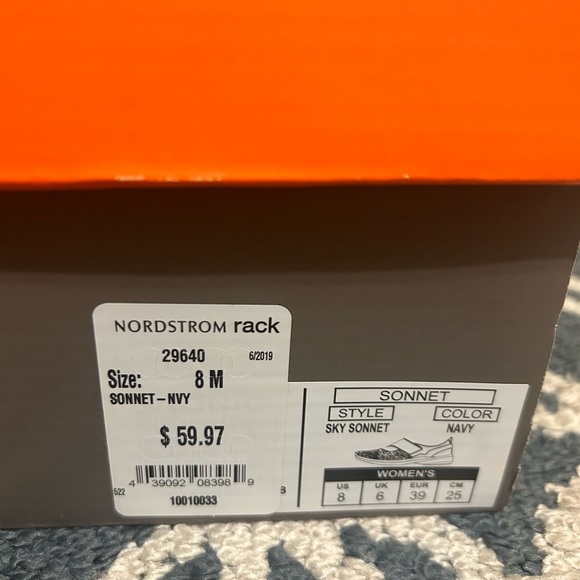 NORDSTROM rack
29640 6/2019
Size: 8 M
SONNET-NVY
$ 59.97
4 39092 08398 9
522
10010033
SONNET
STYLE COLOR
SKY SONNET NAVY
WOMEN'S
US UK EUR CM
8 6 39 25